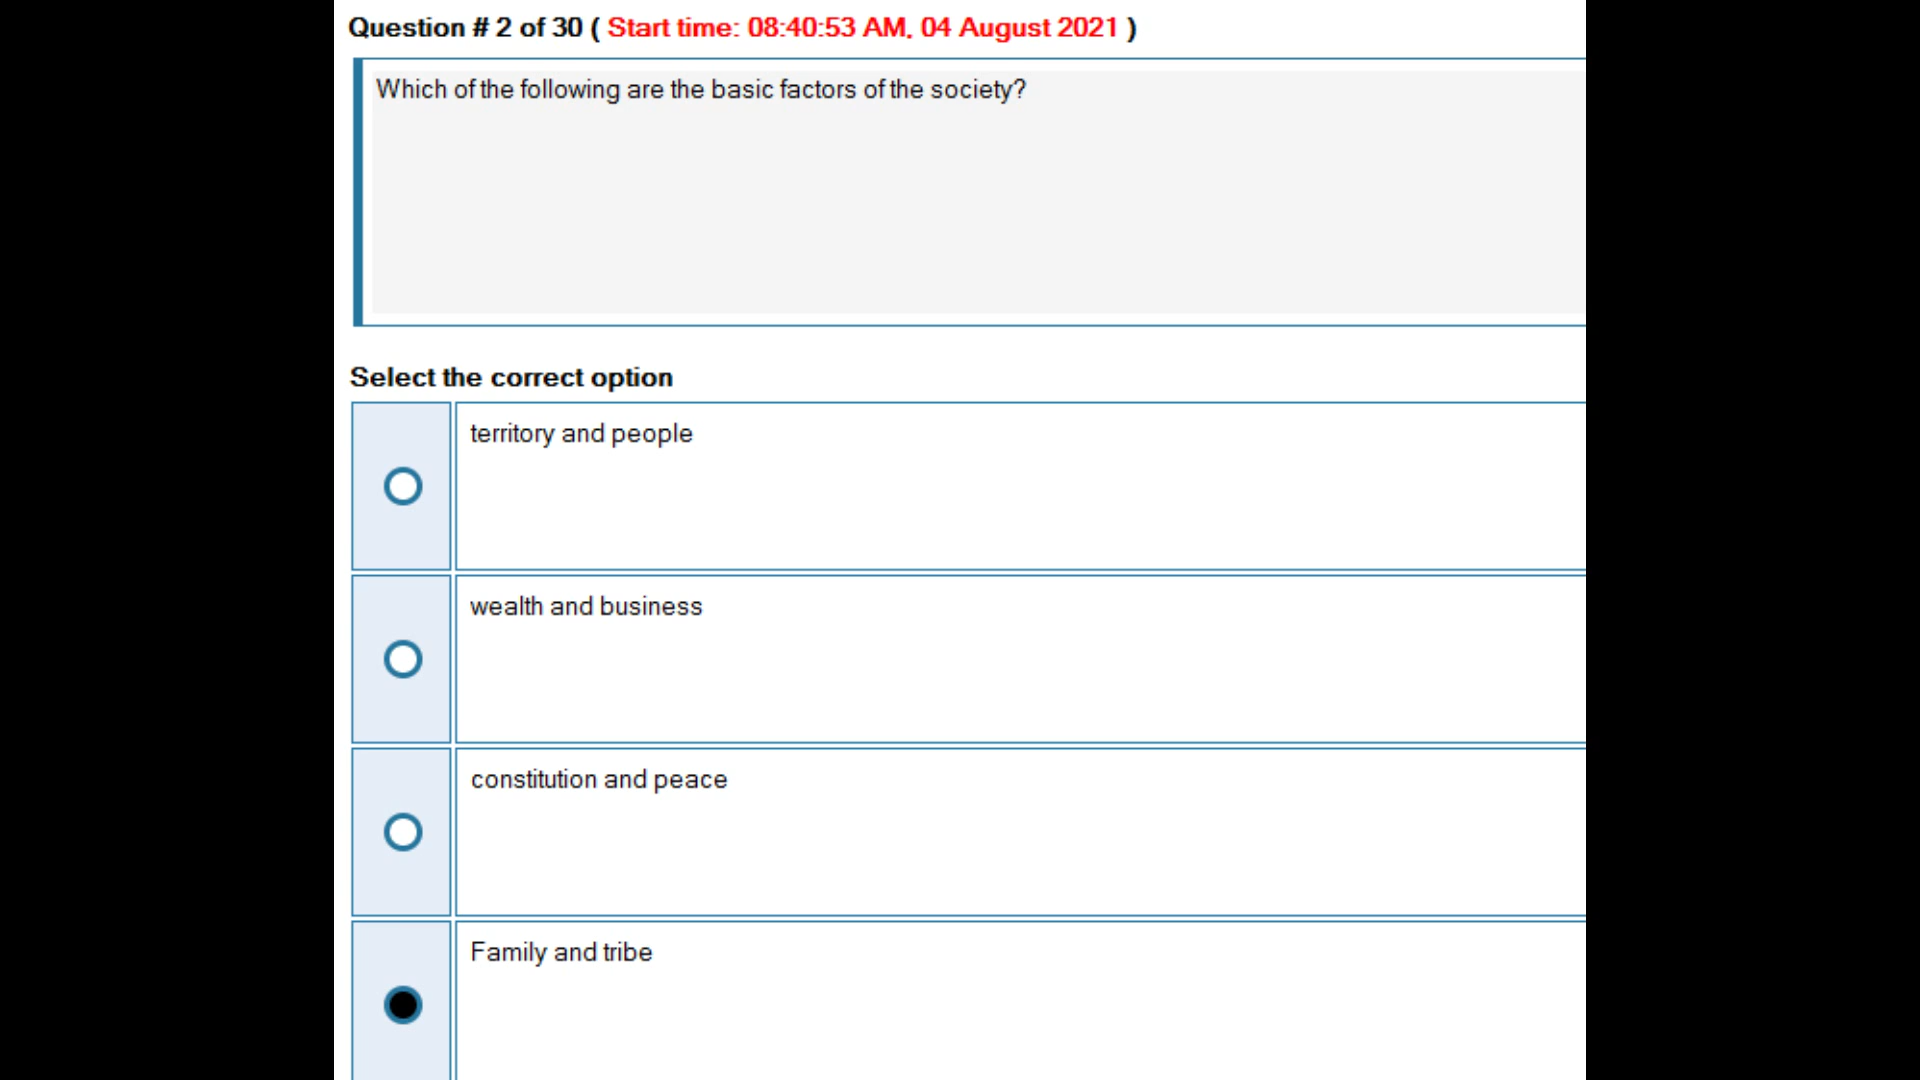 Question # 2 of 30 ( Start time: 08:40:53 AM, 04 August 2021 )
Which of the following are the basic factors of the society?
Select the correct option
territory and people
wealth and business
constitution and peace
Family and tribe